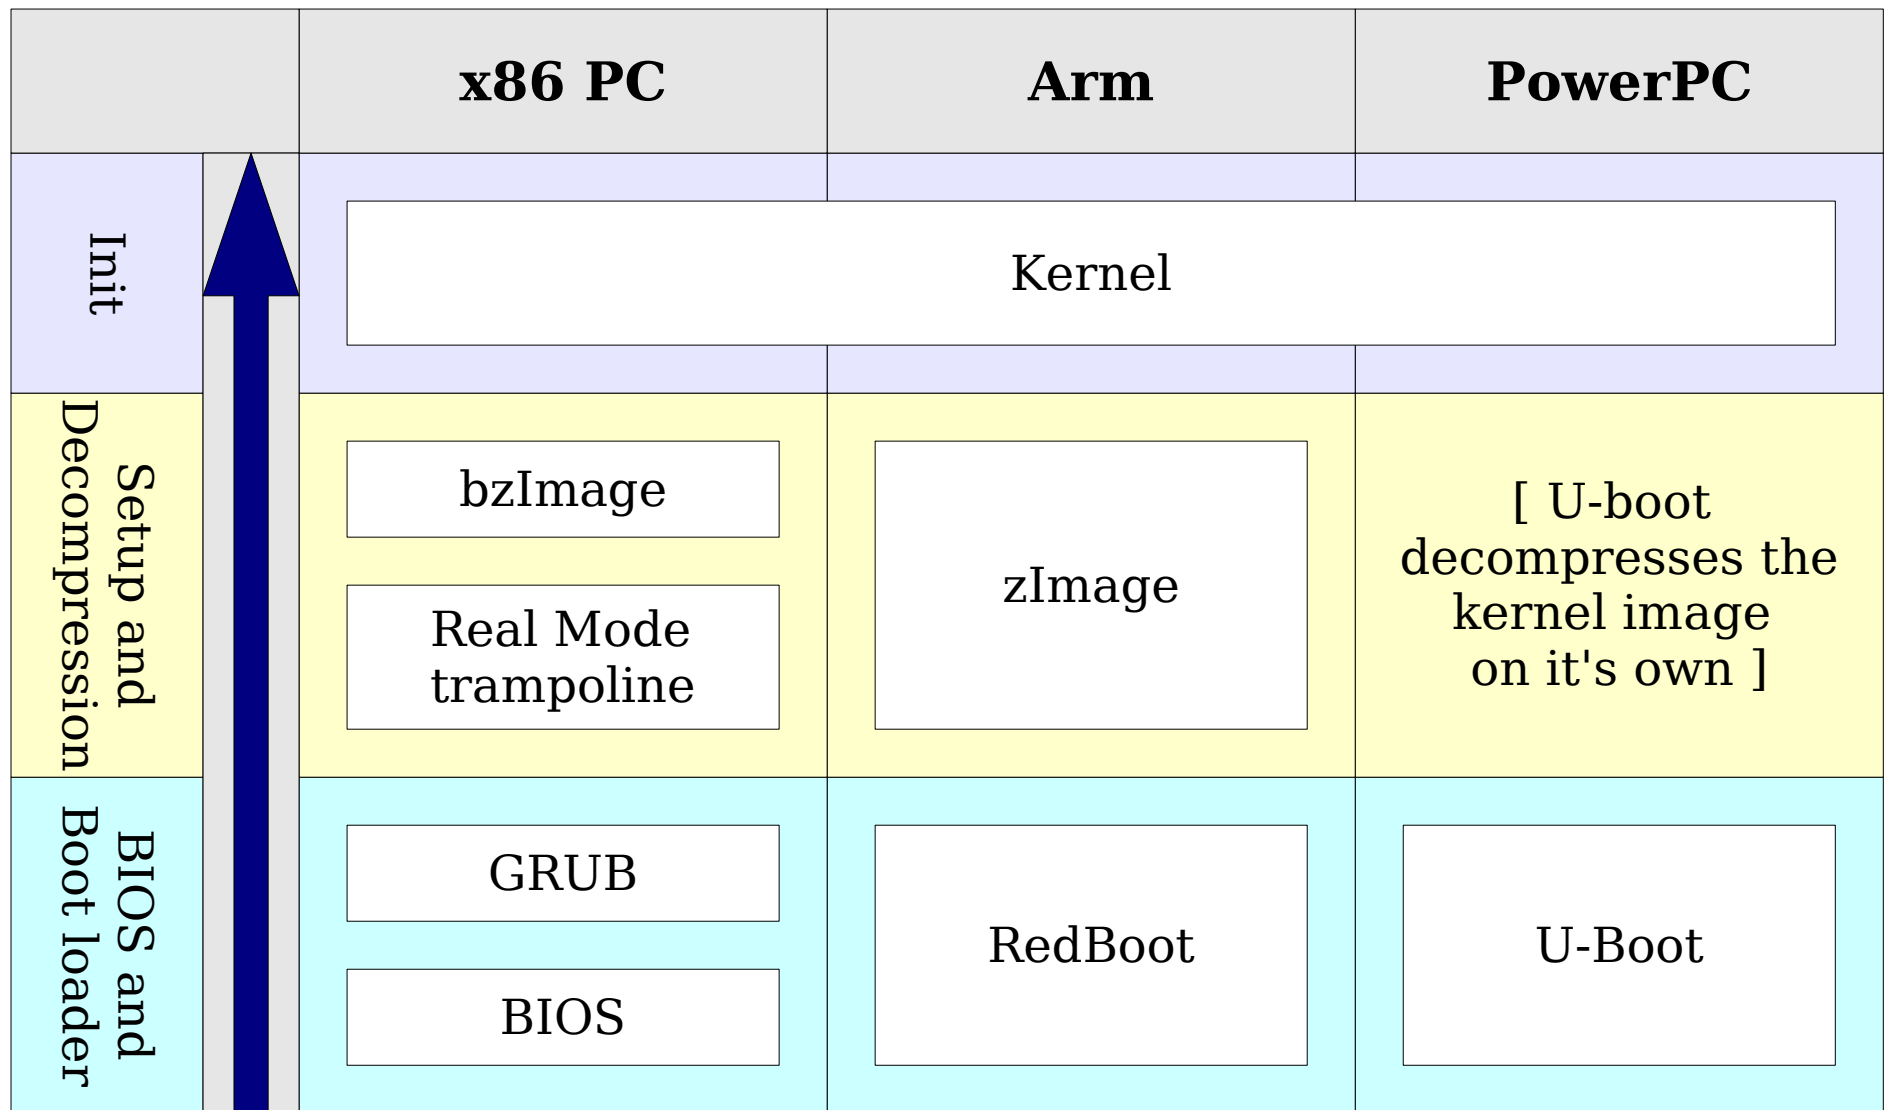 x86 PC
Arm
PowerPC
Init
Kernel
Setup and
Decompression
bzImage
Real Mode
trampoline
zImage
[ U-boot
decompresses the
kernel image
on it's own ]
BIOS and
Boot loader
GRUB
BIOS
RedBoot
U-Boot